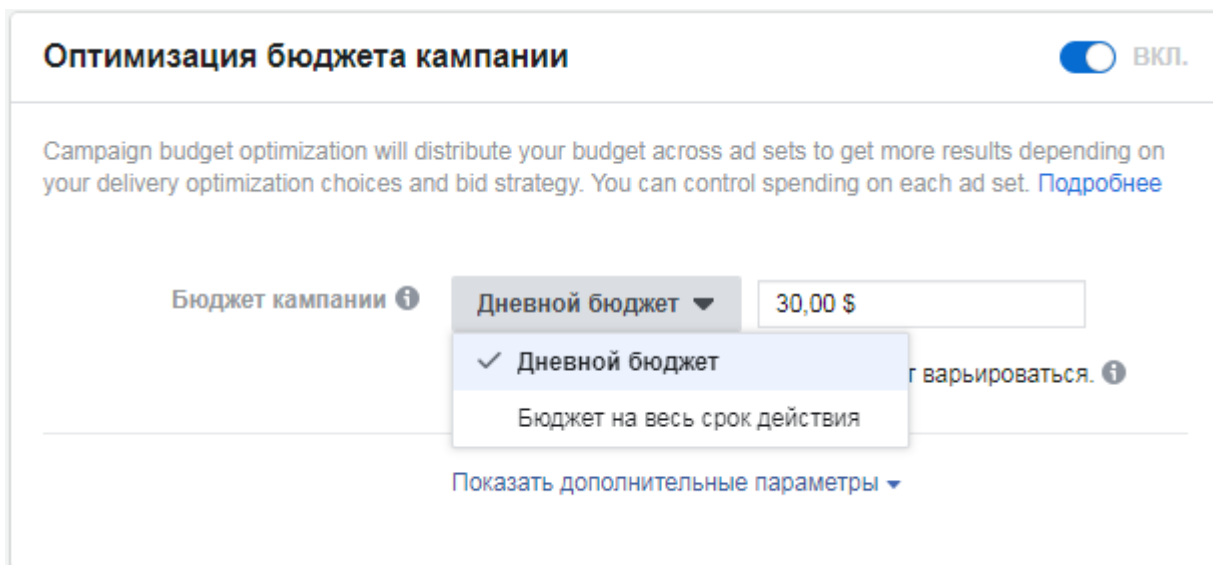 Оптимизация бюджета кампании
ВКЛ.
Campaign budget optimization will distribute your budget across ad sets to get more results depending on
your delivery optimization choices and bid strategy. You can control spending on each ad set. Подробнее
Бюджет кампании
Дневной бюджет
30,00 $
Дневной бюджет
варьироваться.
Бюджет на весь срок действия
Показать дополнительные параметры